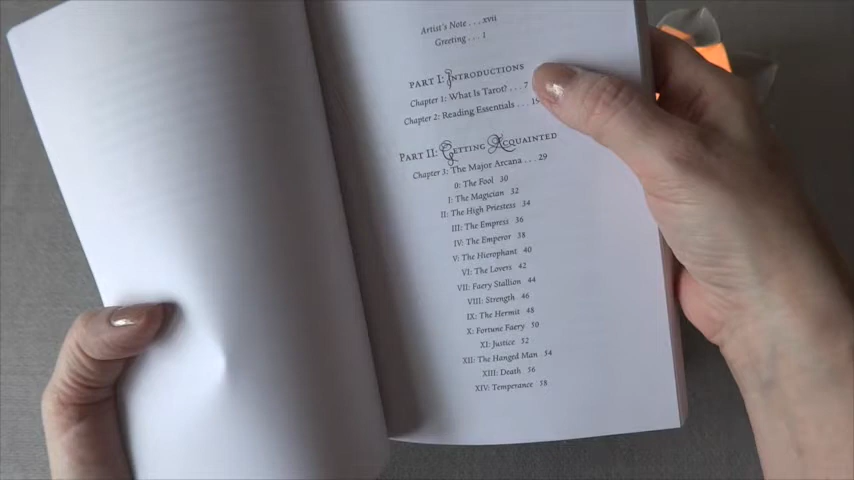 Artist's Note . . . xvii
Greeting . . . 1
PART I: INTRODUCTIONS
Chapter 1: What Is Tarot? . . . 7
Chapter 2: Reading Essentials . . . 19
PART II: GETTING ACQUAINTED
Chapter 3: The Major Arcana . . . 29
0: The Fool 30
I: The Magician 32
II: The High Priestess 34
III: The Empress 36
IV: The Emperor 38
V: The Hierophant 40
VI: The Lovers 42
VII: Faery Stallion 44
VIII: Strength 46
IX: The Hermit 48
X: Fortune Faery 50
XI: Justice 52
XII: The Hanged Man 54
XIII: Death 56
XIV: Temperance 58